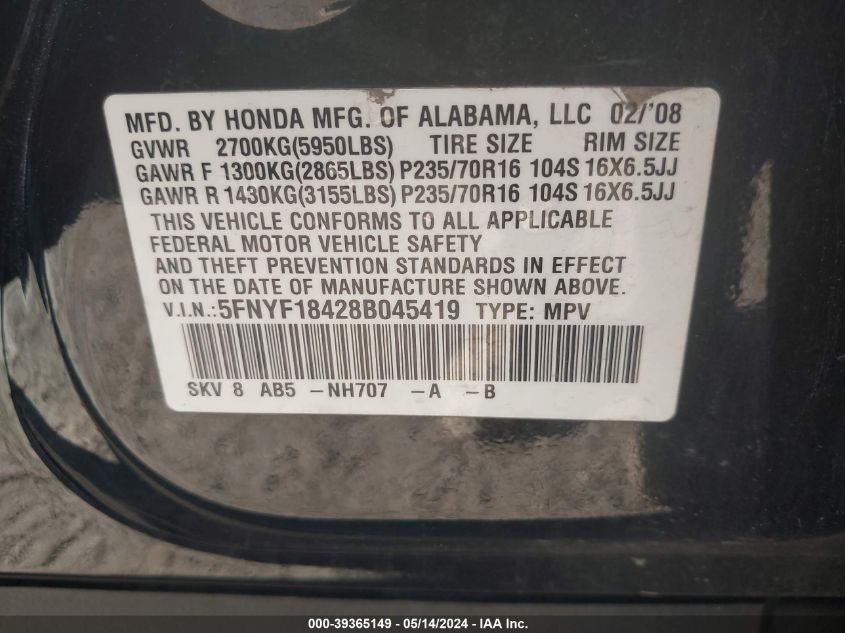 MFD. BY HONDA MFG. OF ALABAMA, LLC 02/'08
GVWR 2700KG(5950LBS) TIRE SIZE RIM SIZE
GAWR F 1300KG(2865LBS) P235/70R16 104S 16X6.5JJ
GAWR R 1430KG(3155LBS) P235/70R16 104S 16X6.5JJ
THIS VEHICLE CONFORMS TO ALL APPLICABLE
FEDERAL MOTOR VEHICLE SAFETY
AND THEFT PREVENTION STANDARDS IN EFFECT
ON THE DATE OF MANUFACTURE SHOWN ABOVE.
V.I.N.:5FNYF18428B045419 TYPE: MPV
SKV 8 AB5 -NH707 -A -B
000-39365149 - 05/14/2024 - IAA Inc.